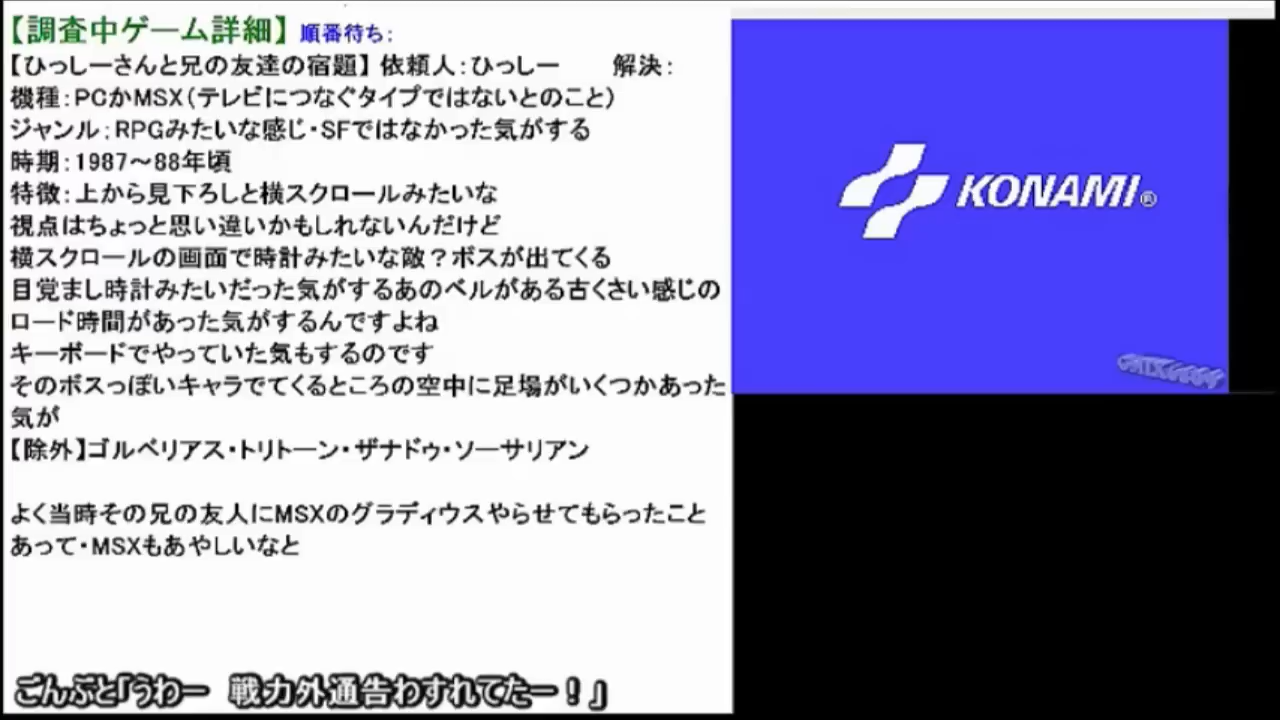 【調査中ゲーム詳細】 順番待ち：
【ひっしーさんと兄の友達の宿題】 依頼人：ひっしー　　解決：
機種：PCかMSX（テレビにつなぐタイプではないとのこと）
ジャンル：RPGみたいな感じ・SFではなかった気がする
時期：1987～88年頃
特徴：上から見下ろしと横スクロールみたいな
視点はちょっと思い違いかもしれないんだけど
横スクロールの画面で時計みたいな敵？ボスが出てくる
目覚まし時計みたいだった気がするあのベルがある古くさい感じの
ロード時間があった気がするんですよね
キーボードでやっていた気もするのです
そのボスっぽいキャラでてくるところの空中に足場がいくつかあった
気が
【除外】ゴルベリアス・トリトーン・ザナドゥ・ソーサリアン
よく当時その兄の友人にMSXのグラディウスやらせてもらったこと
あって・MSXもあやしいなと
ごんぶと「うわー　戦力外通告わすれてたー！」
KONAMI®